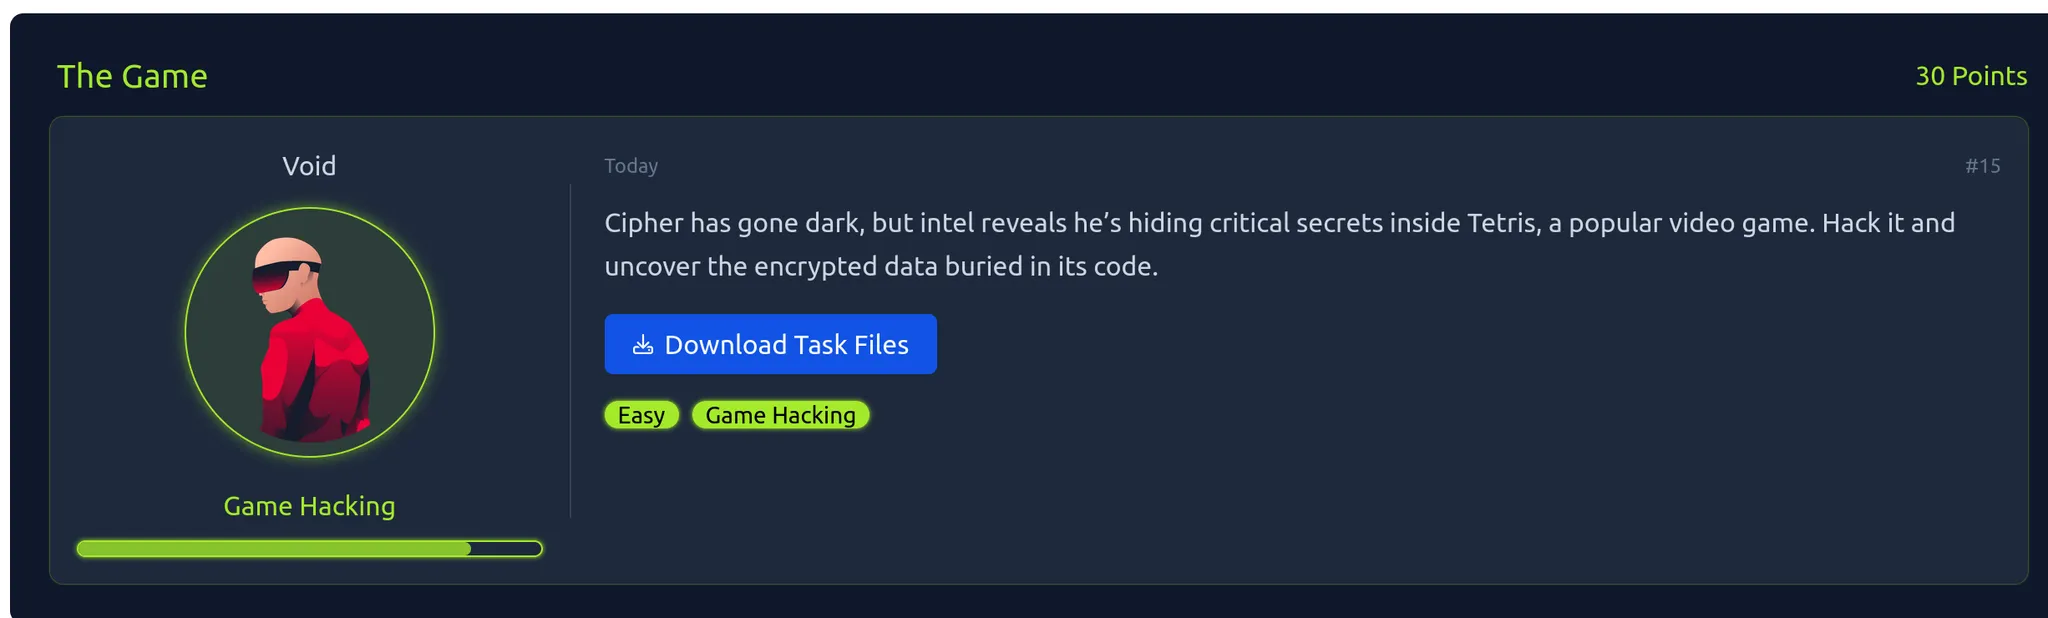 The Game
30 Points
Void
Game Hacking
Today
#15
Cipher has gone dark, but intel reveals he’s hiding critical secrets inside Tetris, a popular video game. Hack it and
uncover the encrypted data buried in its code.
Download Task Files
Easy
Game Hacking